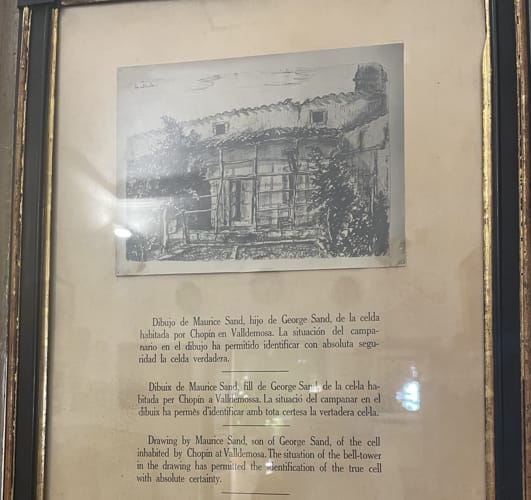 Dibujo de Maurice Sand, hijo de George Sand, de la celda
habitada por Chopin en Valldemosa. La situación del campa-
nario en el dibujo ha permitido identificar con absoluta segu-
ridad la celda verdadera.
Dibuix de Maurice Sand, fill de George Sand, de la cel·la ha-
bitada per Chopin a Valldemossa. La situació del campanar en el
dibuix ha permès d'identificar amb tota certesa la vertadera cel·la.
Drawing by Maurice Sand, son of George Sand, of the cell
inhabited by Chopin at Valldemosa. The situation of the bell-tower
in the drawing has permitted the identification of the true cell
with absolute certainty.